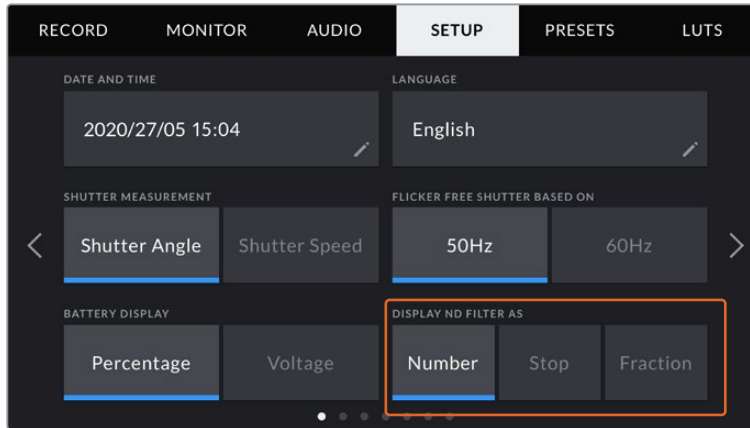 RECORD MONITOR AUDIO SETUP PRESETS LUTS
DATE AND TIME LANGUAGE
2020/27/05 15:04 English
SHUTTER MEASUREMENT FLICKER FREE SHUTTER BASED ON
Shutter Angle Shutter Speed 50Hz 60Hz
BATTERY DISPLAY DISPLAY ND FILTER AS
Percentage Voltage Number Stop Fraction